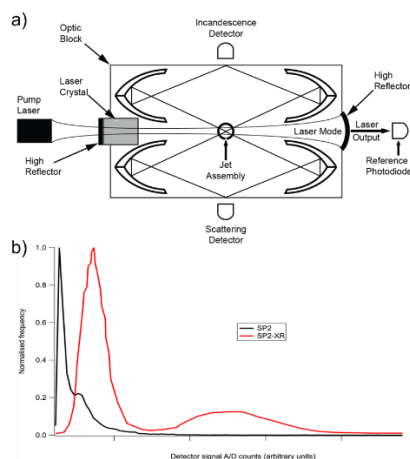 a)
Optic
Block
Incandescence
Detector
Laser
Crystal
High
Reflector
Pump
Laser
Laser Mode
Laser
Output
High
Reflector
Jet
Assembly
Reference
Photodiode
Scattering
Detector
b)
1.0
0.8
0.6
0.4
0.2
0.0
Normalised frequency
SP2
SP2-XR
Detector signal A/D counts (arbitrary units)